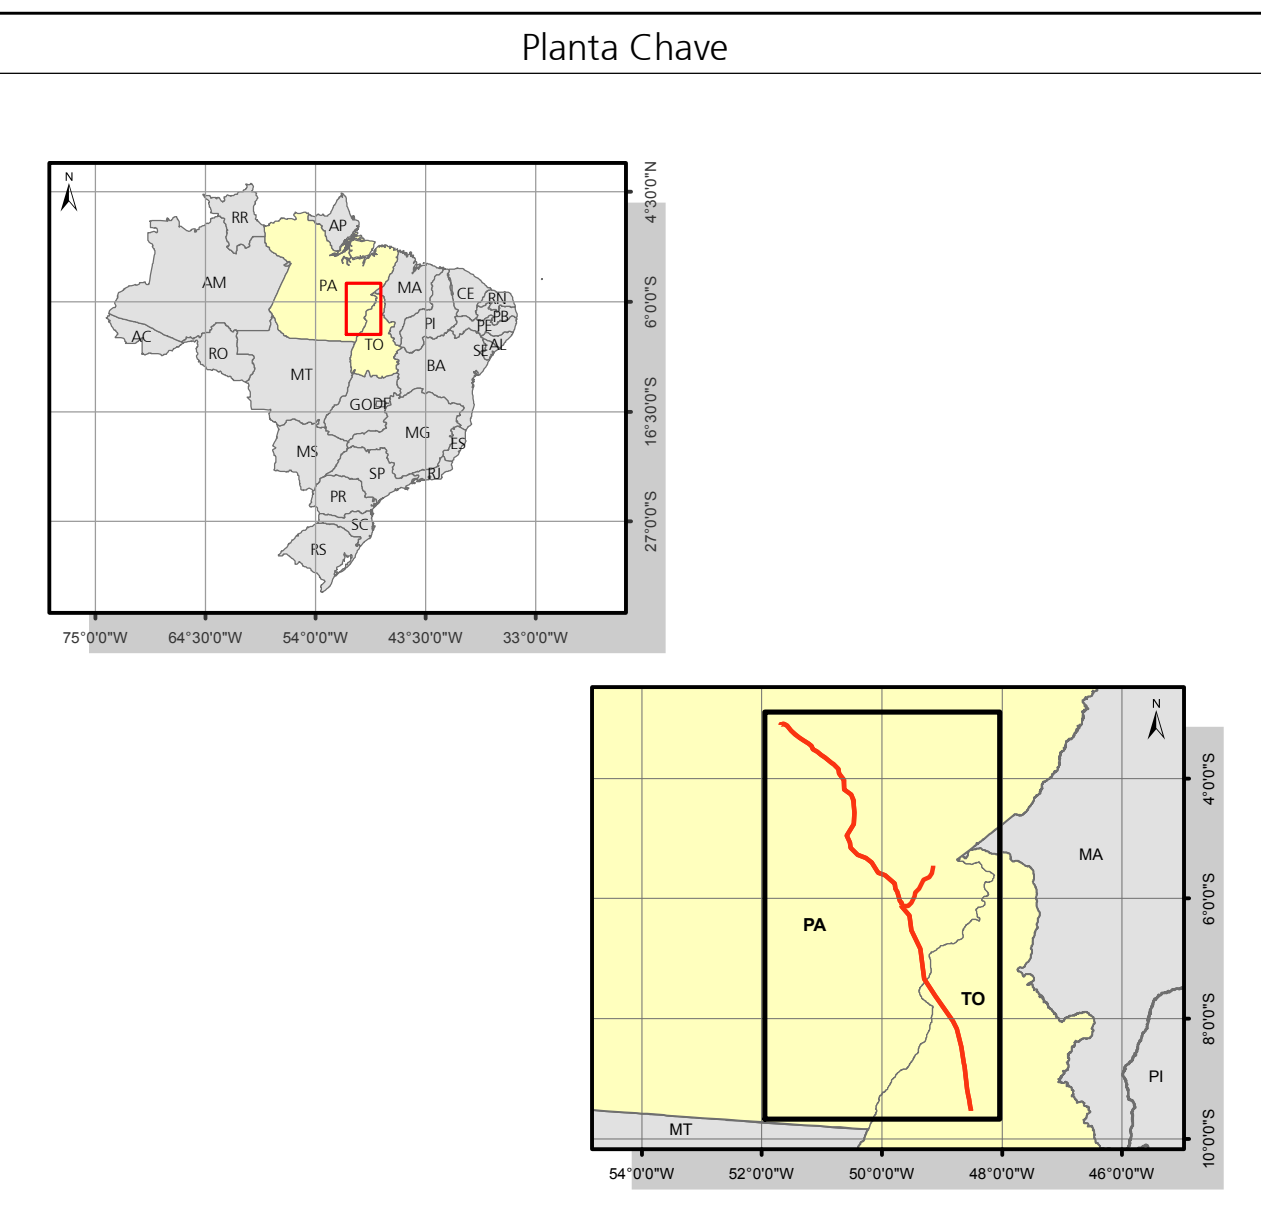 Planta Chave
N
4°30'0"N
RR
AP
AM
PA
MA
CE
RN
6°0'0"S
PB
PI
PE
AC
TO
AL
RO
SE
BA
MT
GO
DF
16°30'0"S
MG
ES
MS
SP
RJ
PR
SC
27°0'0"S
RS
75°0'0"W 64°30'0"W 54°0'0"W 43°30'0"W 33°0'0"W
N
4°0'0"S
MA
6°0'0"S
PA
TO
8°0'0"S
PI
MT
10°0'0"S
54°0'0"W 52°0'0"W 50°0'0"W 48°0'0"W 46°0'0"W